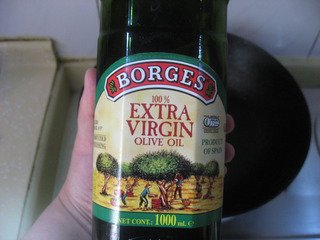 BORGES
100%
EXTRA
VIRGIN
OLIVE OIL
PRODUCT
OF SPAIN
NET CONT.: 1000 mL e